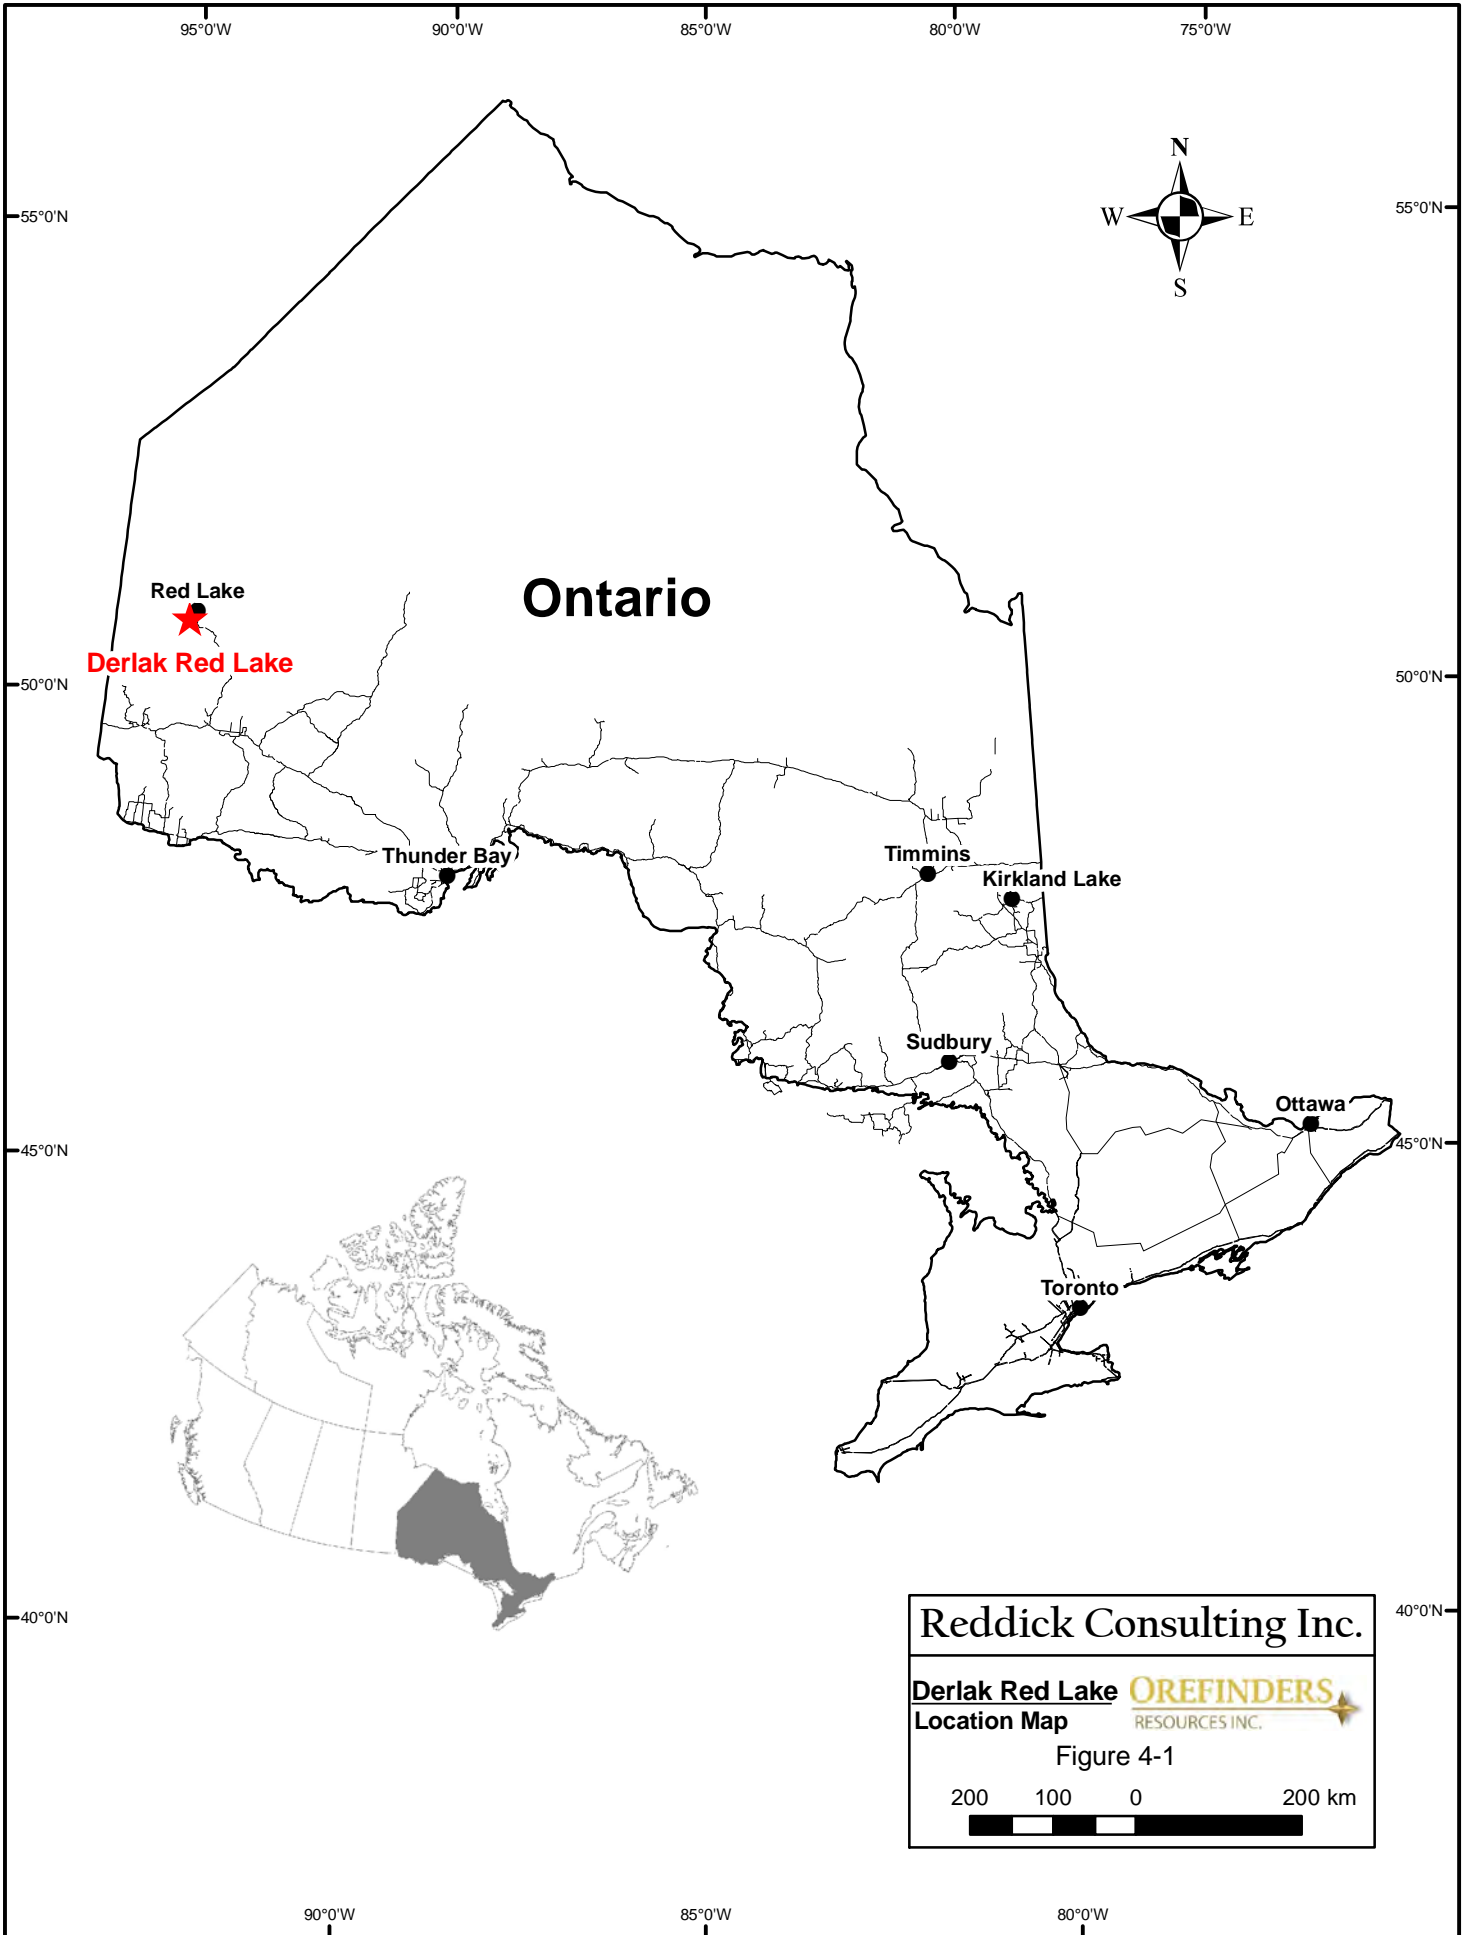 95°0'W 90°0'W 85°0'W 80°0'W 75°0'W
N
W E
S
55°0'N 55°0'N
Red Lake
Ontario
Derlak Red Lake
50°0'N 50°0'N
Thunder Bay
Timmins
Kirkland Lake
Sudbury
Ottawa
45°0'N 45°0'N
Toronto
40°0'N 40°0'N
Reddick Consulting Inc.
Derlak Red Lake
Location Map
OREFINDERS
RESOURCES INC.
Figure 4-1
200 100 0 200 km
90°0'W 85°0'W 80°0'W